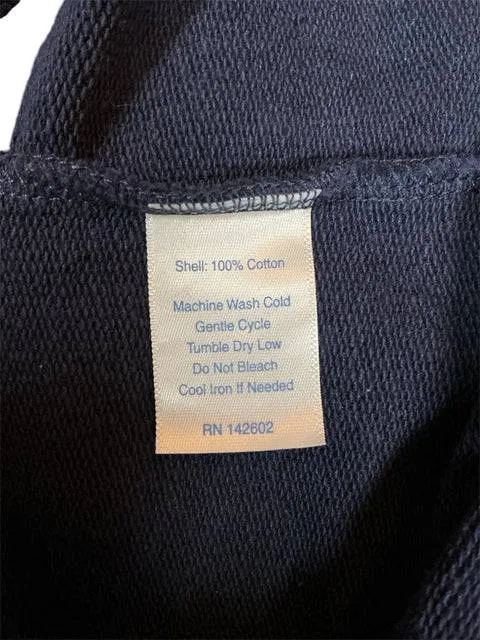 Shell: 100% Cotton
Machine Wash Cold
Gentle Cycle
Tumble Dry Low
Do Not Bleach
Cool Iron If Needed
RN 142602